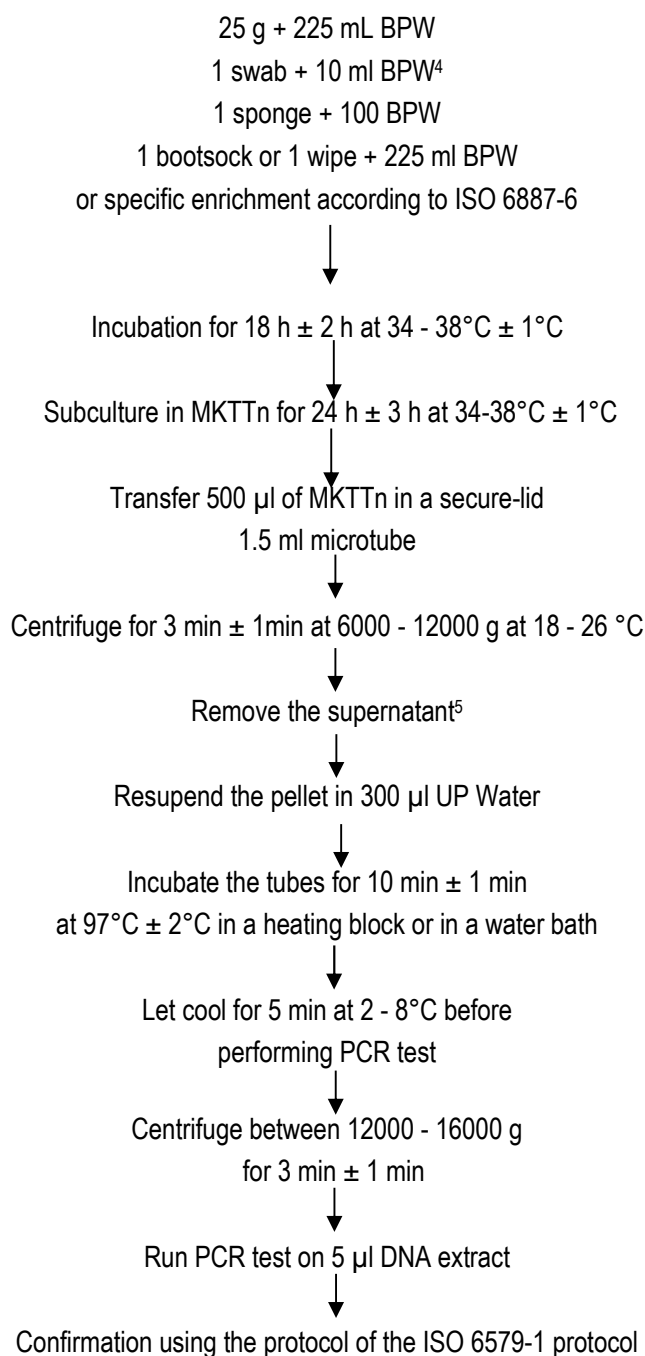 25 g + 225 mL BPW
1 swab + 10 ml BPW⁴
1 sponge + 100 BPW
1 bootsock or 1 wipe + 225 ml BPW
or specific enrichment according to ISO 6887-6
Incubation for 18 h ± 2 h at 34 - 38°C ± 1°C
Subculture in MKTTn for 24 h ± 3 h at 34-38°C ± 1°C
Transfer 500 µl of MKTTn in a secure-lid
1.5 ml microtube
Centrifuge for 3 min ± 1min at 6000 - 12000 g at 18 - 26 °C
Remove the supernatant⁵
Resupend the pellet in 300 µl UP Water
Incubate the tubes for 10 min ± 1 min
at 97°C ± 2°C in a heating block or in a water bath
Let cool for 5 min at 2 - 8°C before
performing PCR test
Centrifuge between 12000 - 16000 g
for 3 min ± 1 min
Run PCR test on 5 µl DNA extract
Confirmation using the protocol of the ISO 6579-1 protocol